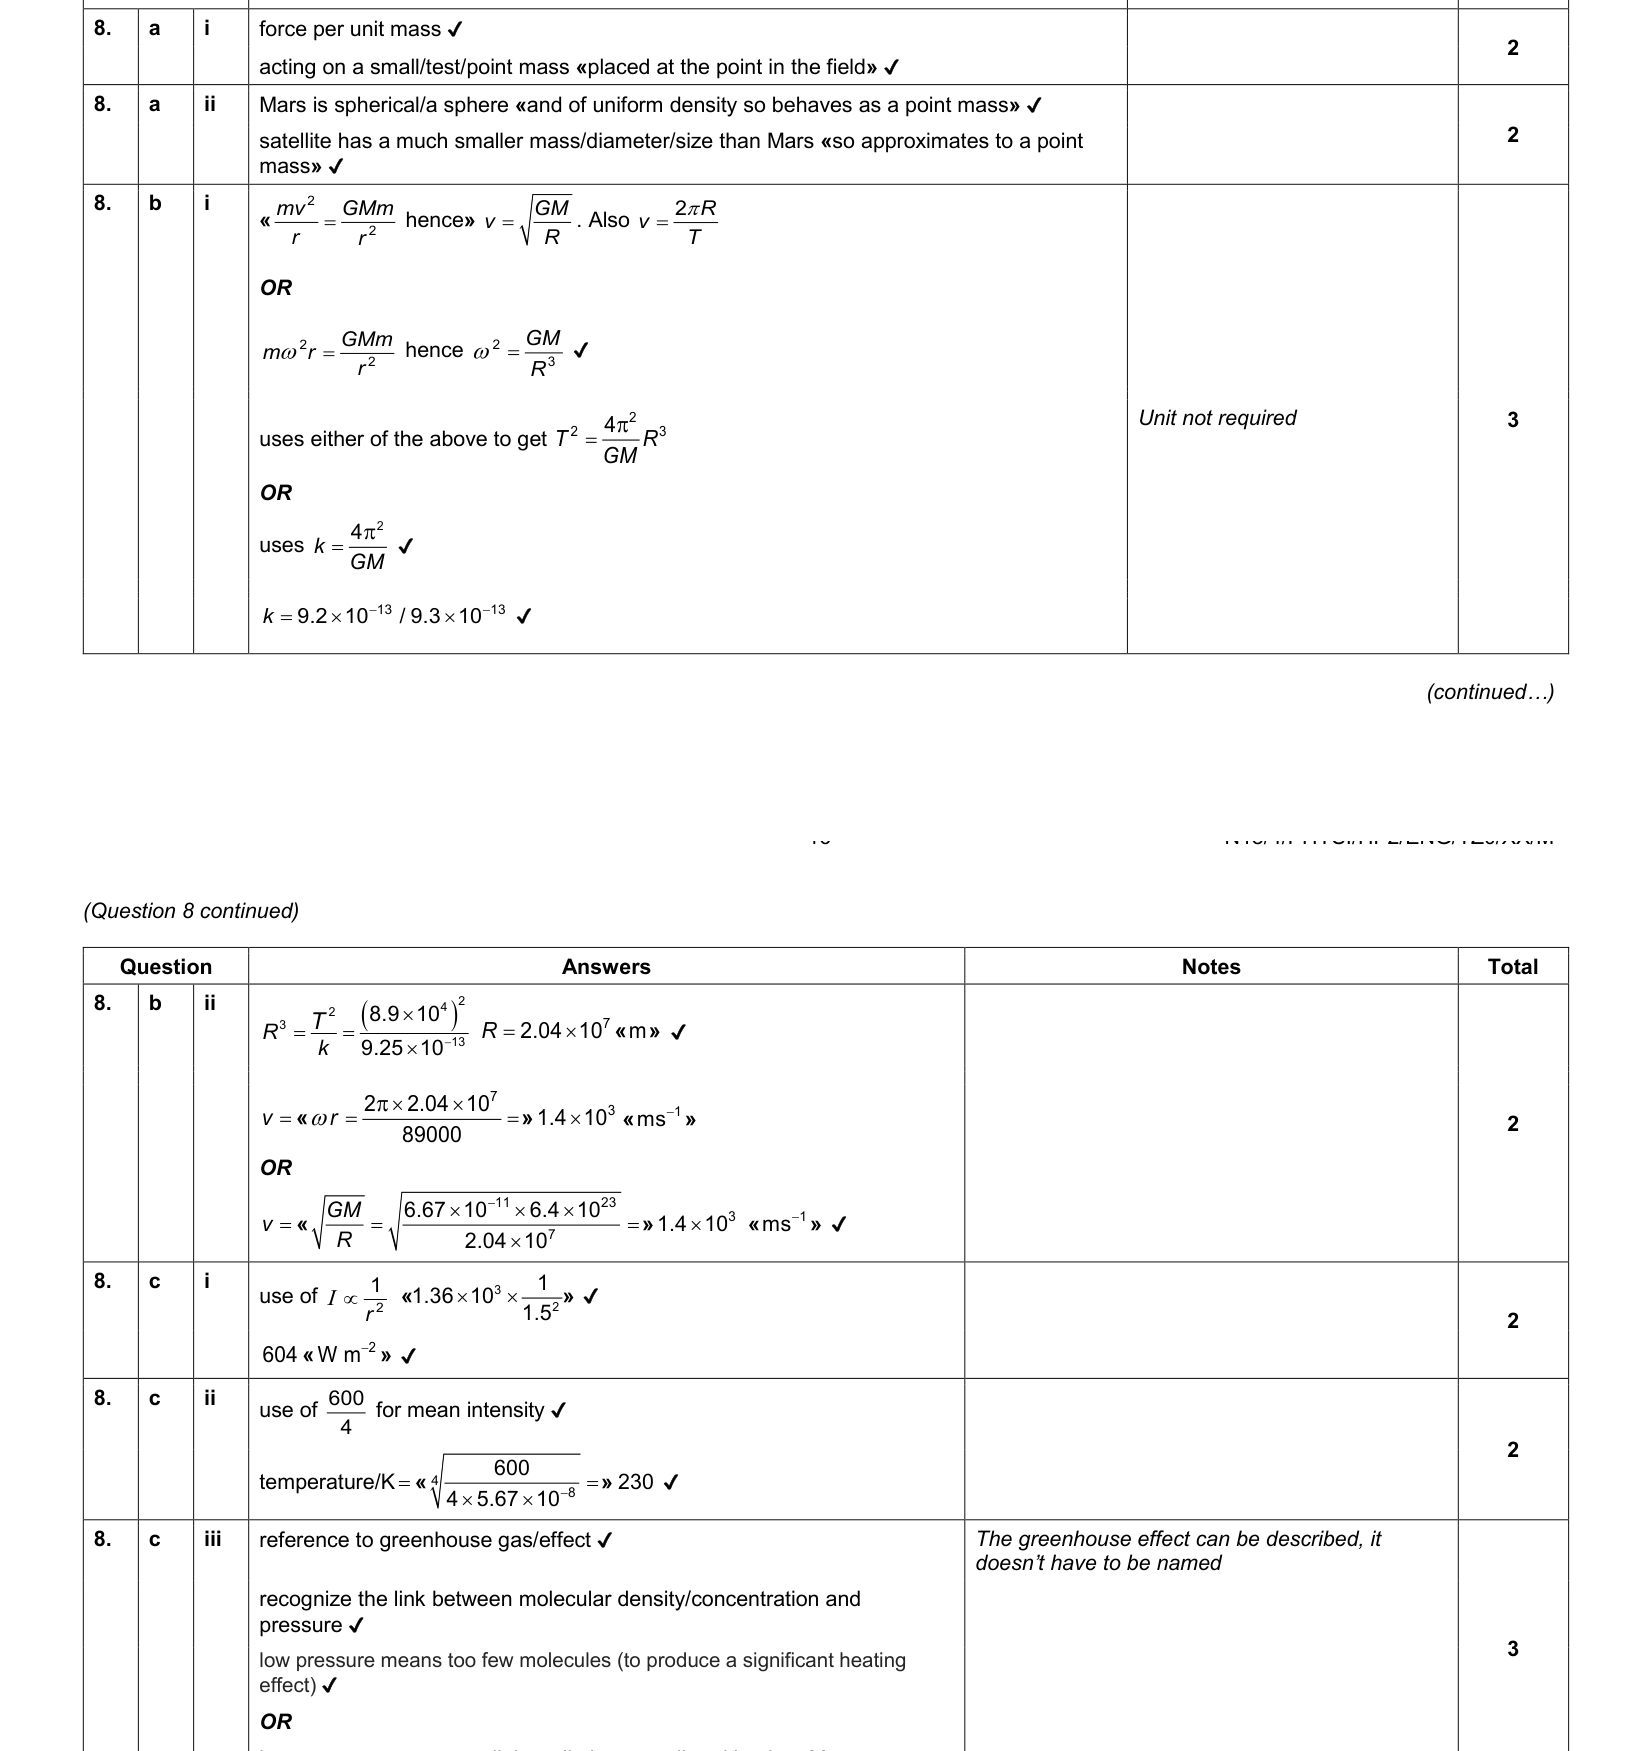 8. a i force per unit mass ✓
acting on a small/test/point mass «placed at the point in the field» ✓
2
8. a ii Mars is spherical/a sphere «and of uniform density so behaves as a point mass» ✓
satellite has a much smaller mass/diameter/size than Mars «so approximates to a point
mass» ✓
2
8. b i « mv²/r = GMm/r² hence» v = √(GM/R) . Also v = 2πR/T
OR
mω²r = GMm/r² hence ω² = GM/R³ ✓
uses either of the above to get T² = 4π²/GM R³
OR
uses k = 4π²/GM ✓
k = 9.2×10⁻¹³ / 9.3×10⁻¹³ ✓
Unit not required
3
(continued…)
(Question 8 continued)
Question Answers Notes Total
8. b ii R³ = T²/k = (8.9×10⁴)²/9.25×10⁻¹³ R = 2.04×10⁷ «m» ✓
v = « ωr = 2π×2.04×10⁷/89000 =» 1.4×10³ «ms⁻¹»
OR
v = « √(GM/R) = √(6.67×10⁻¹¹×6.4×10²³/2.04×10⁷) =» 1.4×10³ «ms⁻¹» ✓
2
8. c i use of I ∝ 1/r² «1.36×10³ × 1/1.5²» ✓
604 «W m⁻²» ✓
2
8. c ii use of 600/4 for mean intensity ✓
temperature/K = « ⁴√(600/4×5.67×10⁻⁸) =» 230 ✓
2
8. c iii reference to greenhouse gas/effect ✓
The greenhouse effect can be described, it
doesn't have to be named
recognize the link between molecular density/concentration and
pressure ✓
low pressure means too few molecules (to produce a significant heating
effect) ✓
OR
3